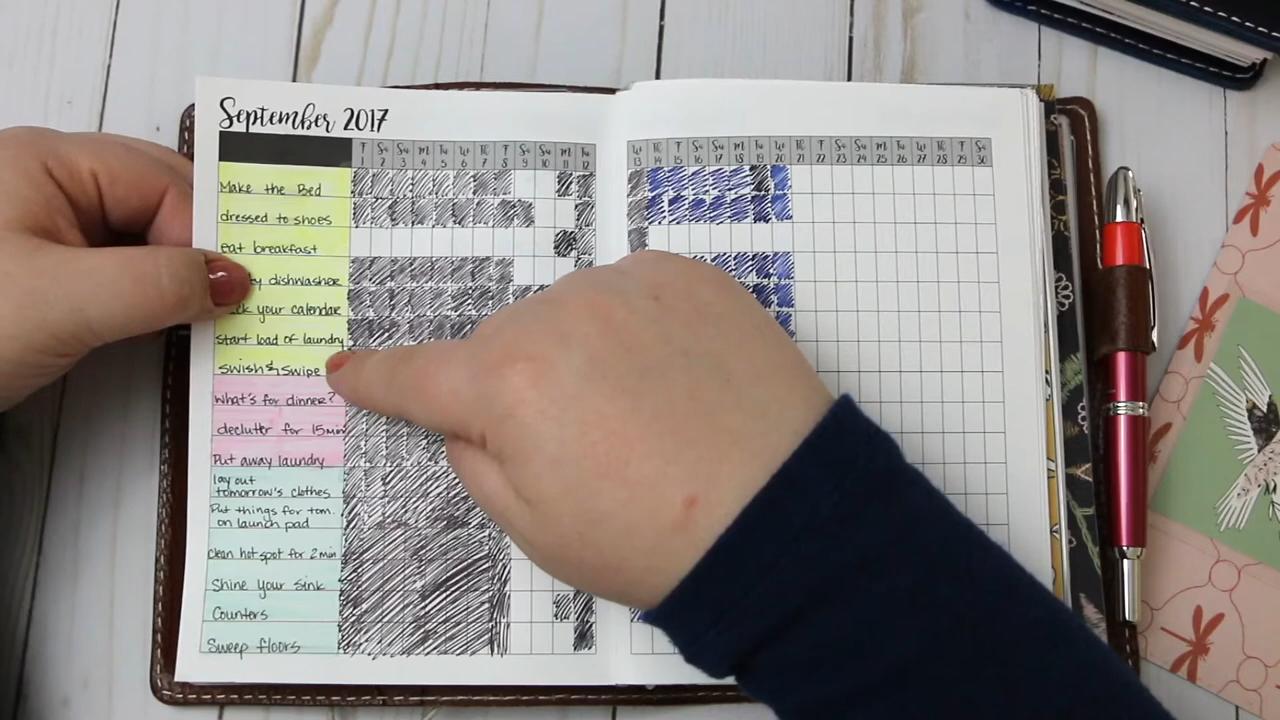 September 2017
F Sa Su M Tu W Th F Sa Su M Tu W Th F Sa Su M Tu W Th F Sa Su M Tu W Th F Sa
1 2 3 4 5 6 7 8 9 10 11 12 13 14 15 16 17 18 19 20 21 22 23 24 25 26 27 28 29 30
Make the Bed
dressed to shoes
eat breakfast
dishwasher
your calendar
start load of laundry
swish & swipe
What's for dinner?
declutter for 15 min
Put away laundry
lay out
tomorrow's clothes
Put things for tom.
on launch pad
clean hot spot for 2 min
Shine your sink
Counters
Sweep floors